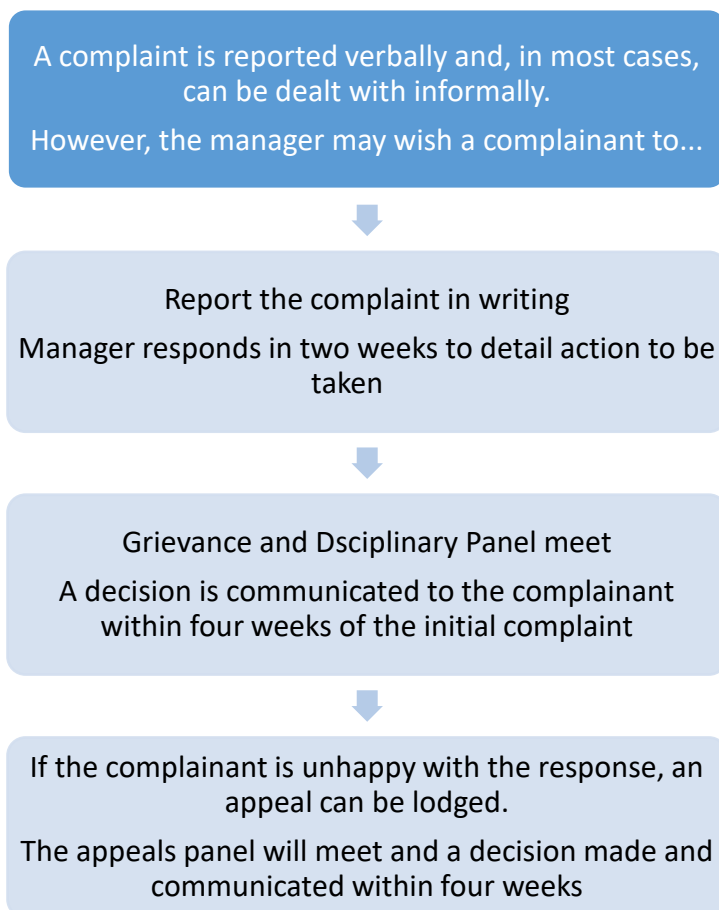 A complaint is reported verbally and, in most cases,
can be dealt with informally.
However, the manager may wish a complainant to...
Report the complaint in writing
Manager responds in two weeks to detail action to be
taken
Grievance and Dsciplinary Panel meet
A decision is communicated to the complainant
within four weeks of the initial complaint
If the complainant is unhappy with the response, an
appeal can be lodged.
The appeals panel will meet and a decision made and
communicated within four weeks